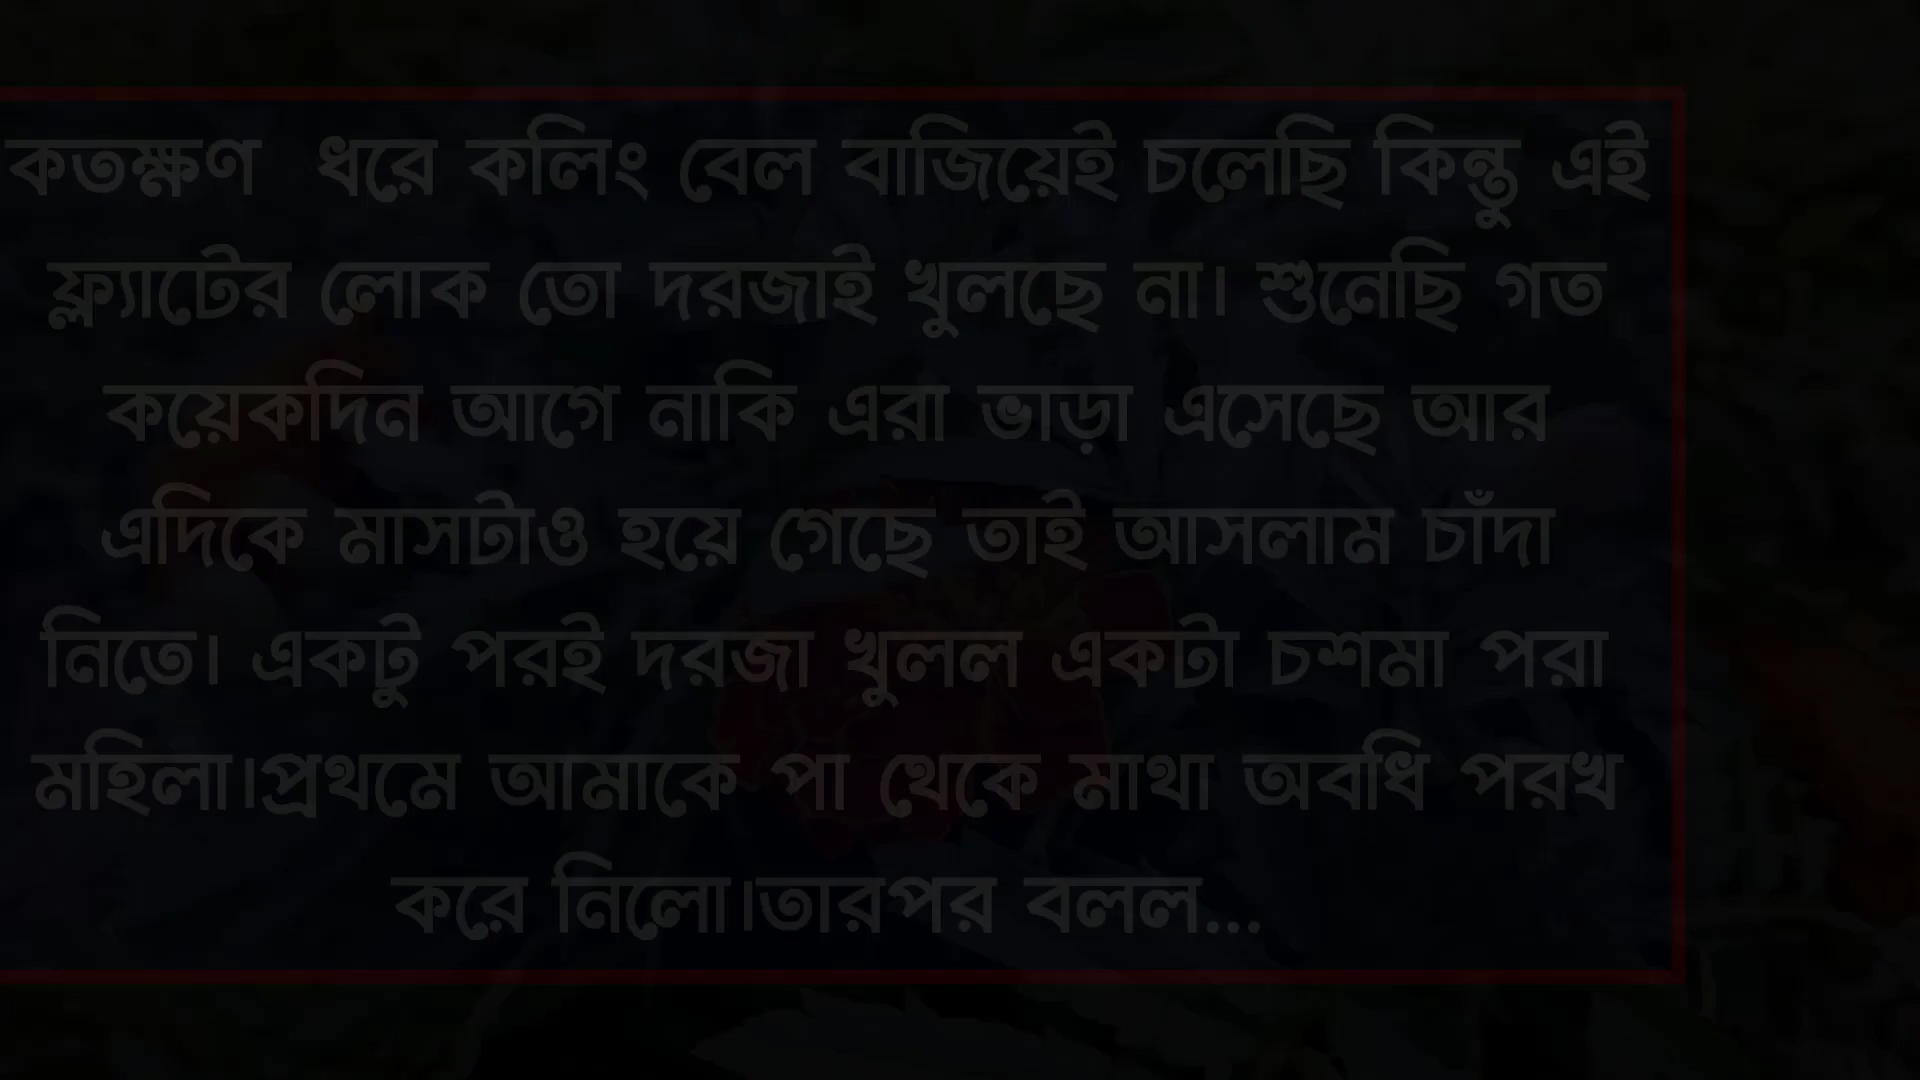 কতক্ষণ ধরে কলিং বেল বাজিয়েই চলেছি কিন্তু এই
ফ্ল্যাটের লোক তো দরজাই খুলছে না। শুনেছি গত
কয়েকদিন আগে নাকি এরা ভাড়া এসেছে আর
এদিকে মাসটাও হয়ে গেছে তাই আসলাম চাঁদা
নিতে। একটু পরই দরজা খুলল একটা চশমা পরা
মহিলা।প্রথমে আমাকে পা থেকে মাথা অবধি পরখ
করে নিলো।তারপর বলল...